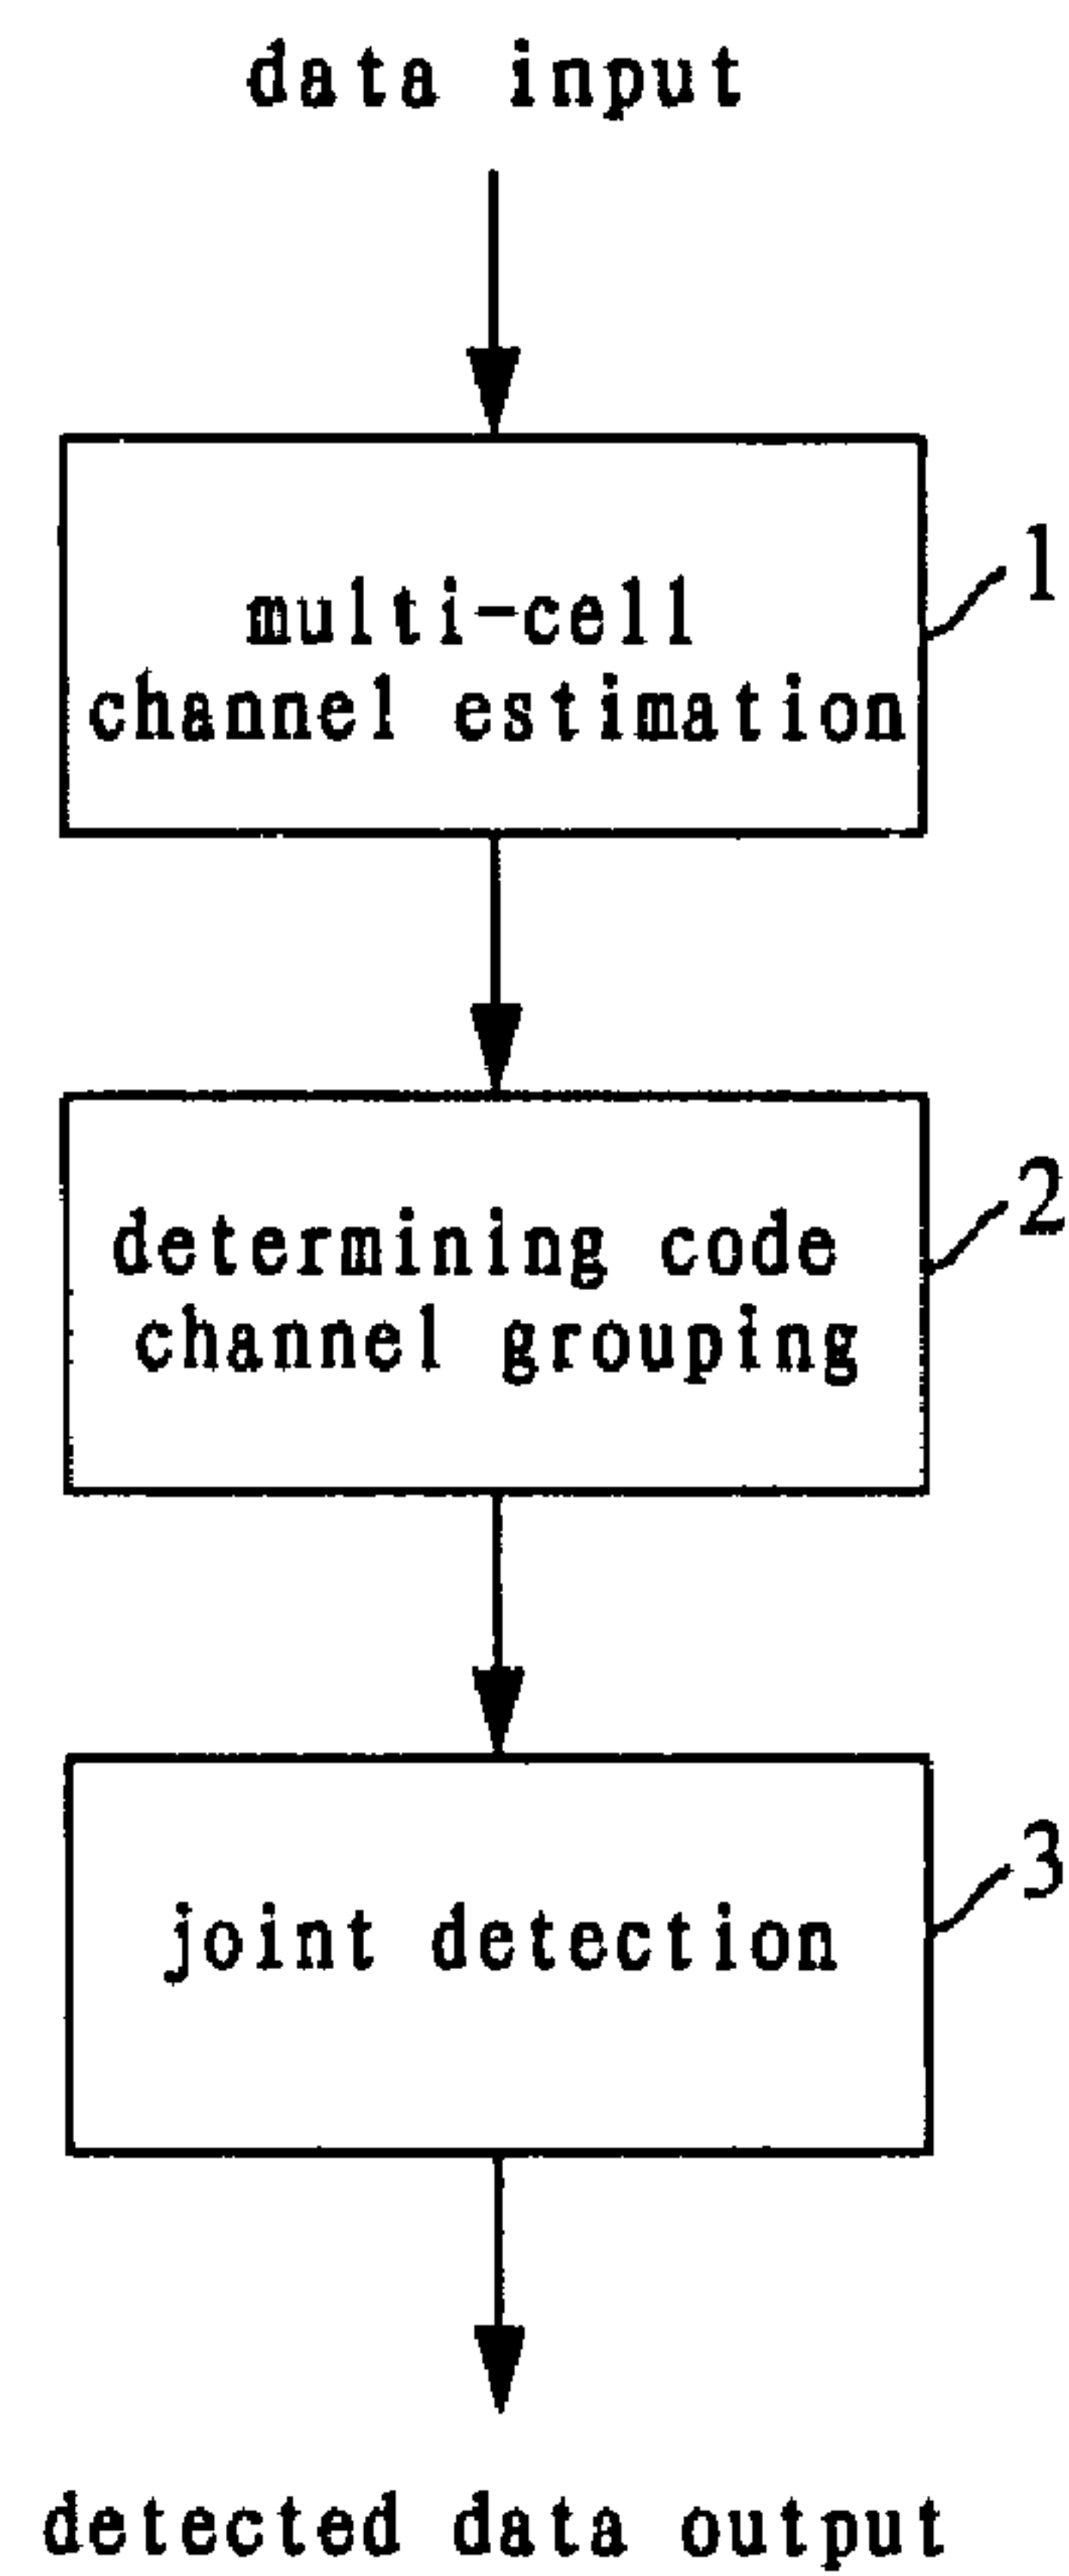 data input
1
multi-cell
channel estimation
2
determining code
channel grouping
3
joint detection
detected data output